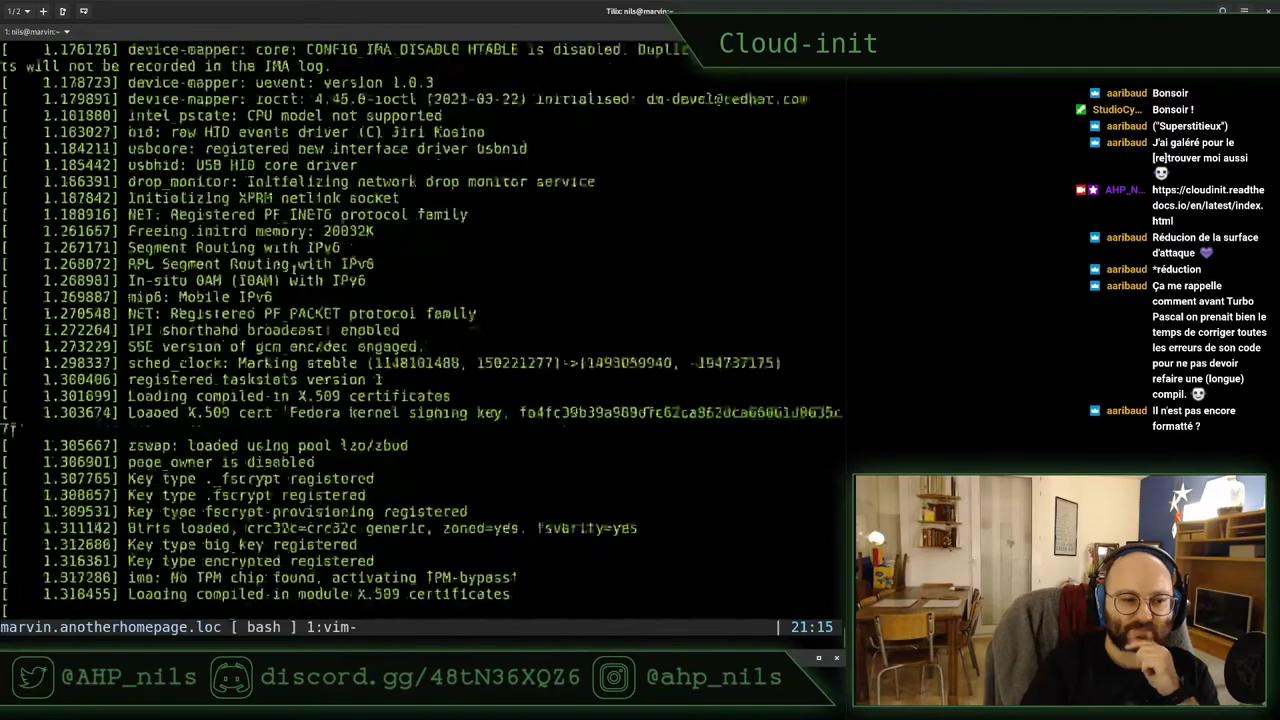 1/2
Tilix: nils@marvin:~
1: nils@marvin:~
Cloud-init
[    1.176126] device-mapper: core: CONFIG_IMA_DISABLE_HTABLE is disabled. Duplic
ts will not be recorded in the IMA log.
[    1.178723] device-mapper: uevent: version 1.0.3
[    1.179891] device-mapper: ioctl: 4.45.0-ioctl (2021-03-22) initialised: dm-devel@redhat.com
[    1.181880] intel_pstate: CPU model not supported
[    1.183027] hid: raw HID events driver (C) Jiri Kosina
[    1.184211] usbcore: registered new interface driver usbhid
[    1.185442] usbhid: USB HID core driver
[    1.186391] drop_monitor: Initializing network drop monitor service
[    1.187842] Initializing XFRM netlink socket
[    1.188916] NET: Registered PF_INET6 protocol family
[    1.261657] Freeing initrd memory: 20032K
[    1.267171] Segment Routing with IPv6
[    1.268072] RPL Segment Routing with IPv6
[    1.268981] In-situ OAM (IOAM) with IPv6
[    1.269887] mip6: Mobile IPv6
[    1.270548] NET: Registered PF_PACKET protocol family
[    1.272264] IPI shorthand broadcast: enabled
[    1.273229] SSE version of gcm_enc/dec engaged.
[    1.298337] sched_clock: Marking stable (1148101488, 150221277)->(1493059940, -194737175)
[    1.300406] registered taskstats version 1
[    1.301699] Loading compiled-in X.509 certificates
[    1.303674] Loaded X.509 cert 'Fedora kernel signing key:
[    1.305667] zswap: loaded using pool lzo/zbud
[    1.306901] page_owner is disabled
[    1.307765] Key type ._fscrypt registered
[    1.308657] Key type .fscrypt registered
[    1.309531] Key type fscrypt-provisioning registered
[    1.311142] Btrfs loaded, crc32c=crc32c-generic, zoned=yes, fsverity=yes
[    1.312686] Key type big_key registered
[    1.316381] Key type encrypted registered
[    1.317280] ima: No TPM chip found, activating TPM-bypass!
[    1.318455] Loading compiled-in module X.509 certificates
[
marvin.anotherhomepage.loc [ bash ] 1:vim- | 21:15
aaribaud Bonsoir
StudioCy... Bonsoir !
aaribaud ("Superstitieux")
aaribaud J'ai galéré pour le
[re]trouver moi aussi
AHP_N... https://cloudinit.readthe
docs.io/en/latest/index.
html
aaribaud Réducion de la surface
d'attaque
aaribaud *réduction
aaribaud Ça me rappelle
comment avant Turbo
Pascal on prenait bien le
temps de corriger toutes
les erreurs de son code
pour ne pas devoir
refaire une (longue)
compil.
aaribaud Il n'est pas encore
formatté ?
@AHP_nils discord.gg/48tN36XQZ6 @ahp_nils